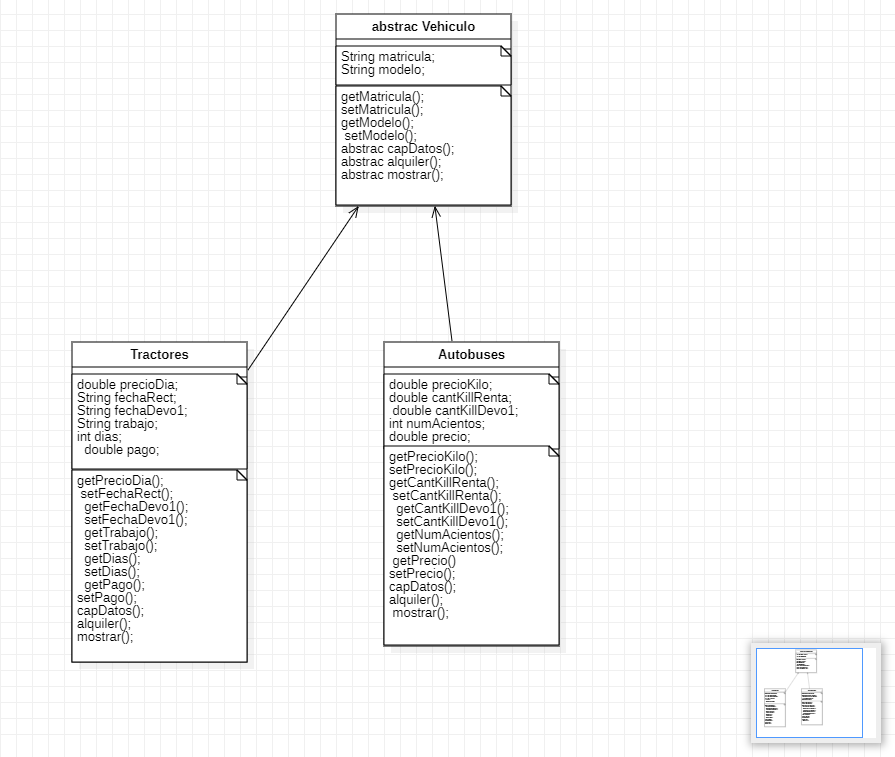 abstrac Vehiculo
String matricula;
String modelo;
getMatricula();
setMatricula();
getModelo();
setModelo();
abstrac capDatos();
abstrac alquiler();
abstrac mostrar();
Tractores
double precioDia;
String fechaRect;
String fechaDevo1;
String trabajo;
int dias;
double pago;
getPrecioDia();
setFechaRect();
getFechaDevo1();
setFechaDevo1();
getTrabajo();
setTrabajo();
getDias();
setDias();
getPago();
setPago();
capDatos();
alquiler();
mostrar();
Autobuses
double precioKilo;
double cantKillRenta;
double cantKillDevo1;
int numAcientos;
double precio;
getPrecioKilo();
setPrecioKilo();
getCantKillRenta();
setCantKillRenta();
getCantKillDevo1();
setCantKillDevo1();
getNumAcientos();
setNumAcientos();
getPrecio()
setPrecio();
capDatos();
alquiler();
mostrar();